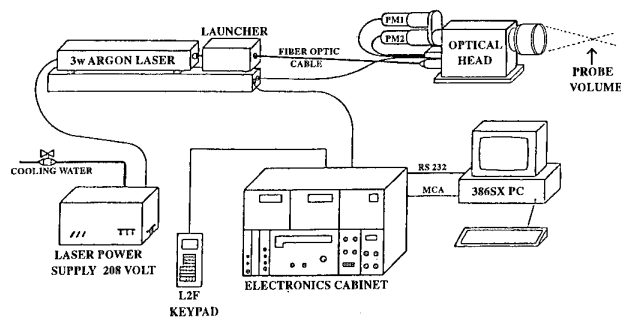 LAUNCHER
PM1
PM2
3w ARGON LASER
FIBER OPTIC
CABLE
OPTICAL
HEAD
PROBE
VOLUME
COOLING WATER
RS 232
MCA
386SX PC
LASER POWER
SUPPLY 208 VOLT
L2F
KEYPAD
ELECTRONICS CABINET